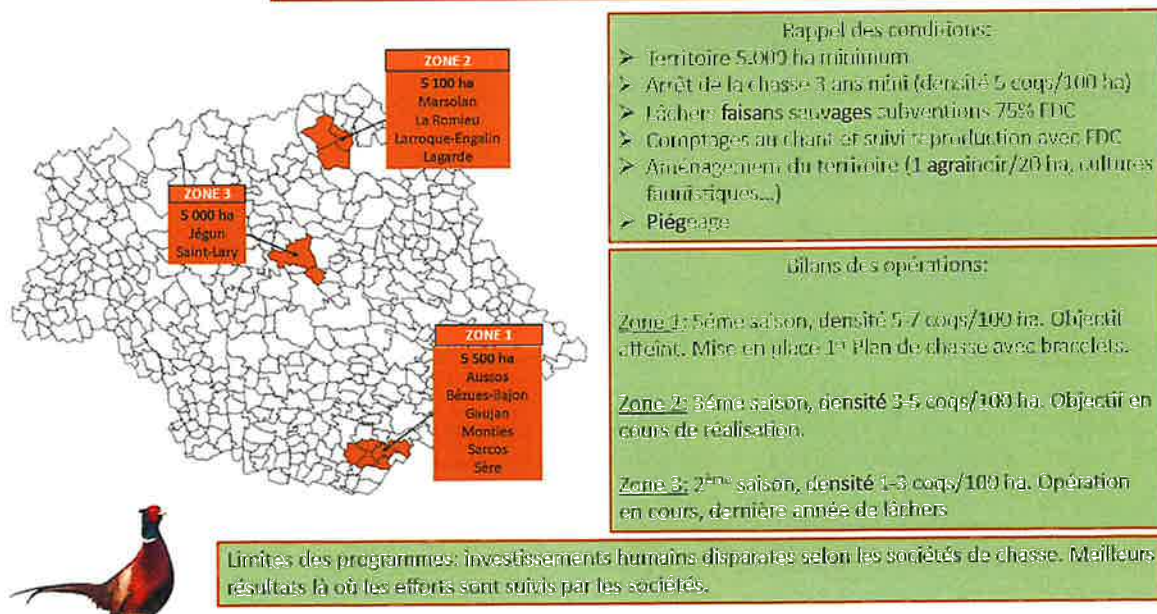 ZONE 2
5 100 ha
Marsolan
La Romieu
Larroque-Engalin
Lagarde
ZONE 3
5 000 ha
Jégun
Saint-Lary
ZONE 1
5 500 ha
Aussos
Bézues-Bajon
Gaujan
Monties
Sarcos
Sère
Rappel des conditions:
➤ Territoire 5.000 ha minimum
➤ Arrêt de la chasse 3 ans mini (densité 5 coqs/100 ha)
➤ Lâchers faisans sauvages subventions 75% FDC
➤ Comptages au chant et suivi reproduction avec FDC
➤ Aménagement du territoire (1 agrainoir/20 ha, cultures
faunistiques...)
➤ Piégeage
Bilans des opérations:
Zone 1: 5éme saison, densité 5-7 coqs/100 ha. Objectif
atteint. Mise en place 1er Plan de chasse avec bracelets.
Zone 2: 3éme saison, densité 3-5 coqs/100 ha. Objectif en
cours de réalisation.
Zone 3: 2ème saison, densité 1-3 coqs/100 ha. Opération
en cours, dernière année de lâchers
Limites des programmes: investissements humains disparates selon les sociétés de chasse. Meilleurs
résultats là où les efforts sont suivis par les sociétés.